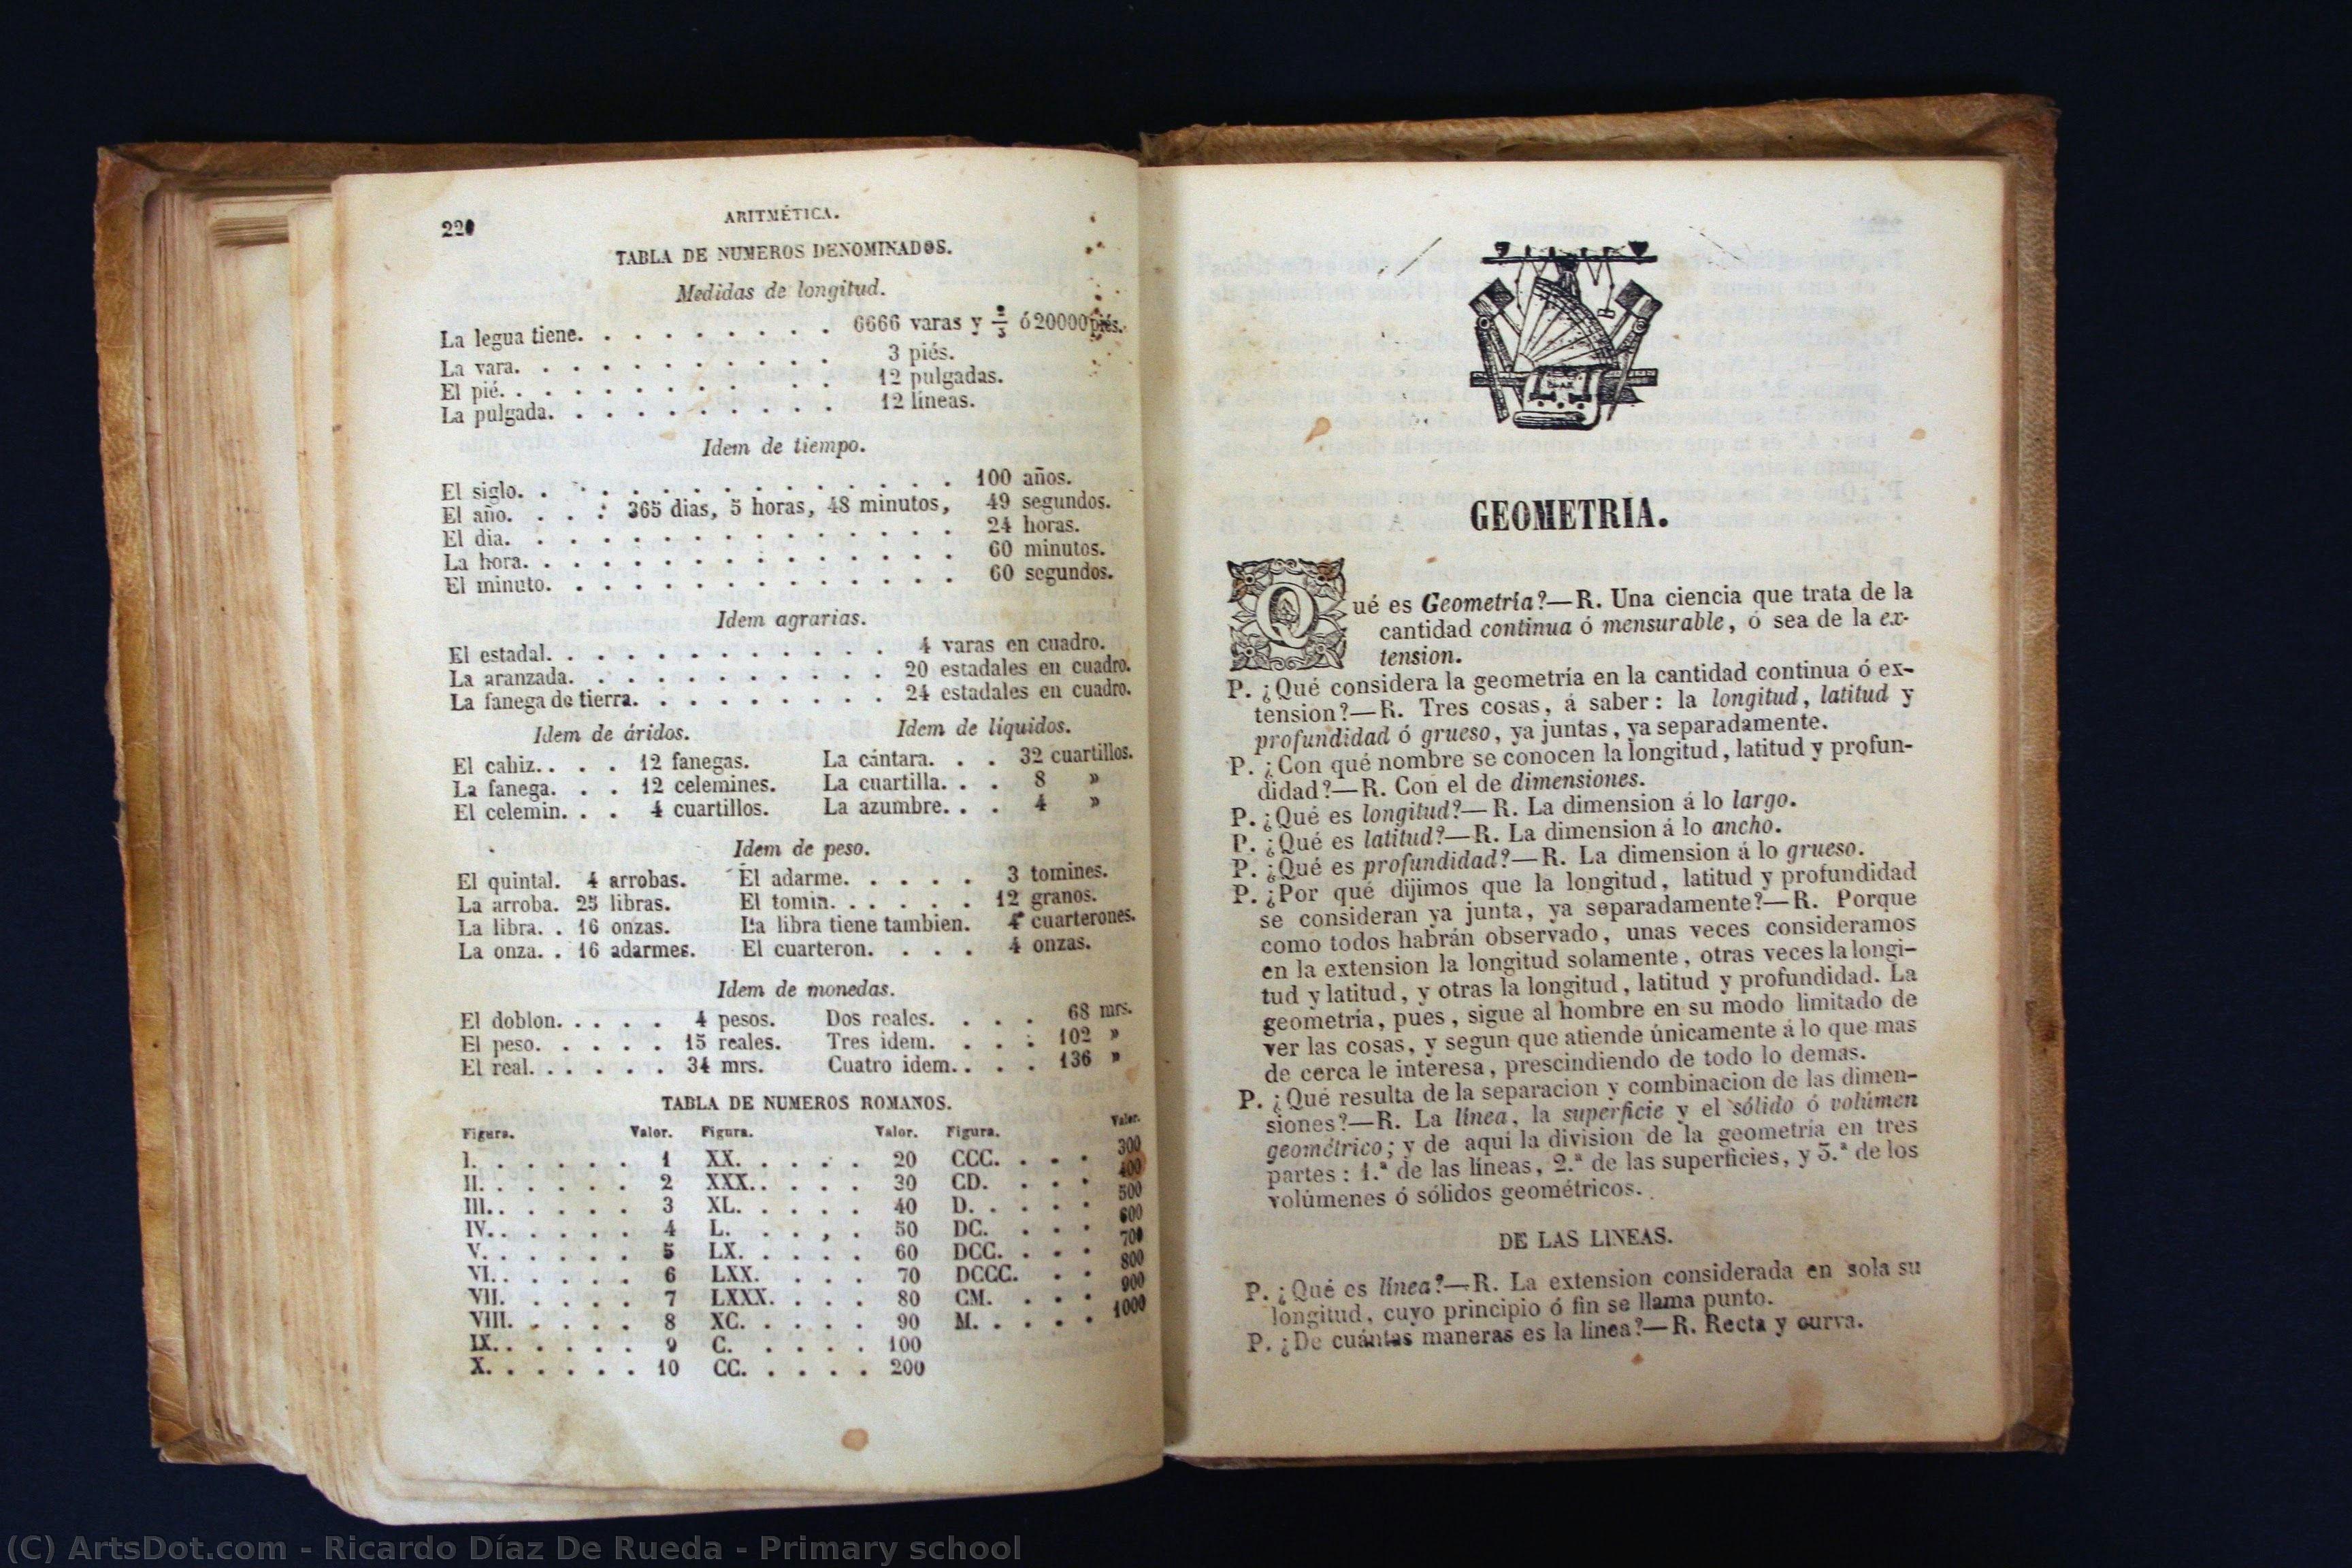 220
ARITMÉTICA.
TABLA DE NUMEROS DENOMINADOS.
Medidas de longitud.
La legua tiene. . . . . . . . . 6666 varas y 2/3 ó 20000 piés.
La vara. . . . . . . . . . . 3 piés.
El pié. . . . . . . . . . . . 12 pulgadas.
La pulgada. . . . . . . . . . 12 líneas.
Idem de tiempo.
El siglo. . . . . . . . . . . . . . . 100 años.
El año. . . . 365 dias, 5 horas, 48 minutos, 49 segundos.
El dia. . . . . . . . . . . . . . . . 24 horas.
La hora. . . . . . . . . . . . . . . 60 minutos.
El minuto. . . . . . . . . . . . . . 60 segundos.
Idem agrarias.
El estadal. . . . . . . . . . . . 4 varas en cuadro.
La aranzada. . . . . . . . . . . 20 estadales en cuadro.
La fanega de tierra. . . . . . . . . 24 estadales en cuadro.
Idem de áridos. Idem de líquidos.
El cahiz. . . . 12 fanegas. La cántara. . . 32 cuartillos.
La fanega. . . 12 celemines. La cuartilla. . . 8 »
El celemin. . . 4 cuartillos. La azumbre. . . 4 »
Idem de peso.
El quintal. 4 arrobas. El adarme. . . . . 3 tomines.
La arroba. 25 libras. El tomin. . . . . . 12 granos.
La libra. . 16 onzas. La libra tiene tambien. 4 cuarterones.
La onza. . 16 adarmes. El cuarteron. . . . 4 onzas.
Idem de monedas.
El doblon. . . . . 4 pesos. Dos reales. . . . 68 mrs.
El peso. . . . . . 15 reales. Tres idem. . . . 102 »
El real. . . . . . 34 mrs. Cuatro idem. . . . 136 »
TABLA DE NUMEROS ROMANOS.
Figura. Valor. Figura. Valor. Figura. Valor.
I. . . . . . . 1 XX. . . . . 20 CCC. . . . 300
II. . . . . . . 2 XXX. . . . . 30 CD. . . . 400
III. . . . . . . 3 XL. . . . . 40 D. . . . . . 500
IV. . . . . . . 4 L. . . . . 50 DC. . . . 600
V. . . . . . . 5 LX. . . . . 60 DCC. . . . 700
VI. . . . . . . 6 LXX. . . . 70 DCCC. . . 800
VII. . . . . 7 LXXX. . . . 80 CM. . . . 900
VIII. . . . . . 8 XC. . . . . 90 M. . . . . . 1000
IX. . . . . . . 9 C. . . . . 100
X. . . . . . . 10 CC. . . . . 200
GEOMETRIA.
Qué es Geometría?—R. Una ciencia que trata de la
cantidad continua ó mensurable, ó sea de la ex-
tension.
P. ¿Qué considera la geometría en la cantidad continua ó ex-
tension?—R. Tres cosas, á saber: la longitud, latitud y
profundidad ó grueso, ya juntas, ya separadamente.
P. ¿Con qué nombre se conocen la longitud, latitud y profun-
didad?—R. Con el de dimensiones.
P. ¿Qué es longitud?—R. La dimension á lo largo.
P. ¿Qué es latitud?—R. La dimension á lo ancho.
P. ¿Qué es profundidad?—R. La dimension á lo grueso.
P. ¿Por qué dijimos que la longitud, latitud y profundidad
se consideran ya junta, ya separadamente?—R. Porque
como todos habrán observado, unas veces consideramos
en la extension la longitud solamente, otras veces la longi-
tud y latitud, y otras la longitud, latitud y profundidad. La
geometría, pues, sigue al hombre en su modo limitado de
ver las cosas, y segun que atiende únicamente á lo que mas
de cerca le interesa, prescindiendo de todo lo demas.
P. ¿Qué resulta de la separacion y combinacion de las dimen-
siones?—R. La línea, la superficie y el sólido ó volúmen
geométrico; y de aquí la division de la geometría en tres
partes: 1.ª de las líneas, 2.ª de las superficies, y 3.ª de los
volúmenes ó sólidos geométricos.
DE LAS LINEAS.
P. ¿Qué es línea?—R. La extension considerada en sola su
longitud, cuyo principio ó fin se llama punto.
P. ¿De cuántas maneras es la línea?—R. Recta y curva.
(C) ArtsDot.com - Ricardo Díaz De Rueda - Primary school